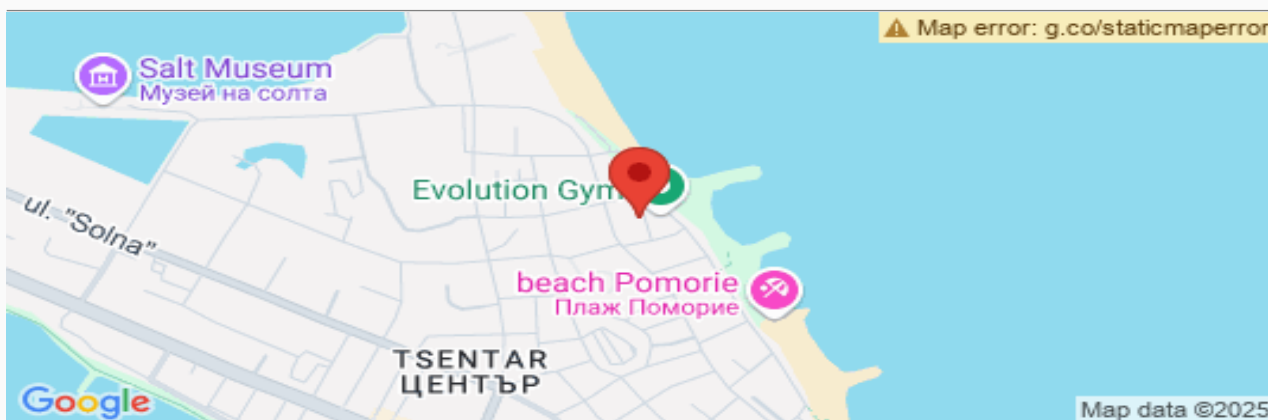 Map error: g.co/staticmaperror
Salt Museum
Музей на солта
Evolution Gym
ul. "Solna"
beach Pomorie
Плаж Поморие
TSENTAR
ЦЕНТЪР
Google
Map data ©2025